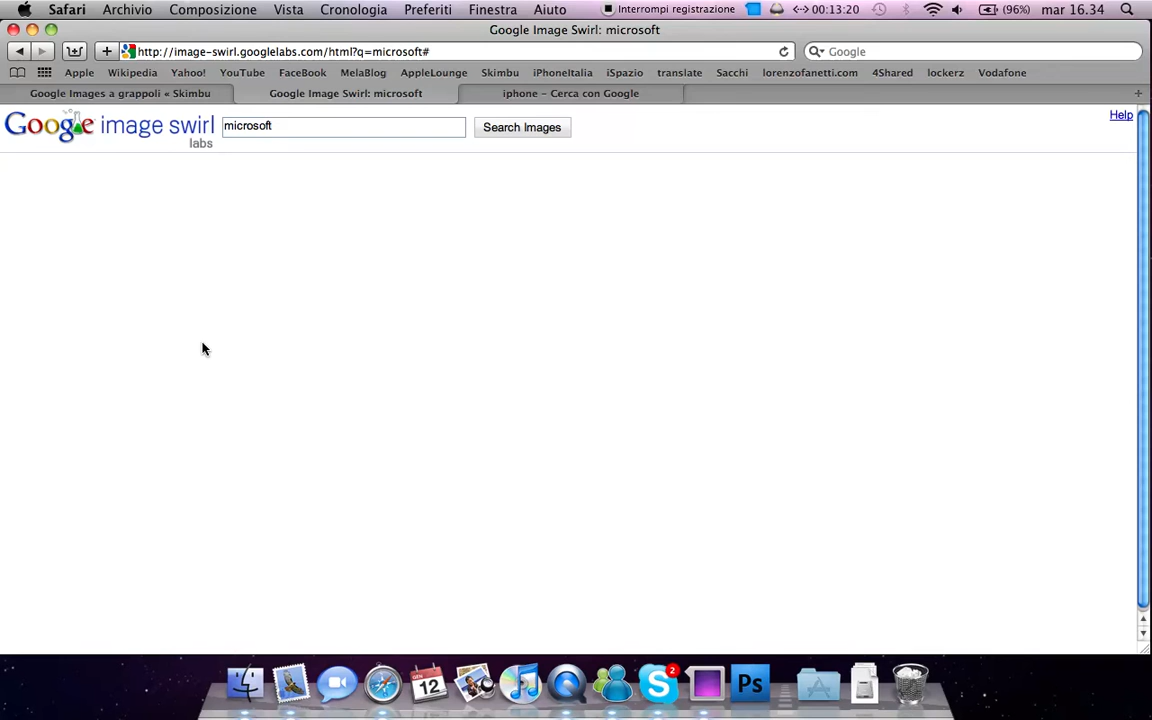 Safari Archivio Composizione Vista Cronologia Preferiti Finestra Aiuto Interrompi registrazione 00:13:20 (96%) mar 16.34
Google Image Swirl: microsoft
http://image-swirl.googlelabs.com/html?q=microsoft# Google
Apple Wikipedia Yahoo! YouTube FaceBook MelaBlog AppleLounge Skimbu iPhoneItalia iSpazio translate Sacchi lorenzofanetti.com 4Shared lockerz Vodafone
Google Images a grappoli « Skimbu Google Image Swirl: microsoft iphone – Cerca con Google
Help
Google image swirl microsoft Search Images
labs
12 2 Ps